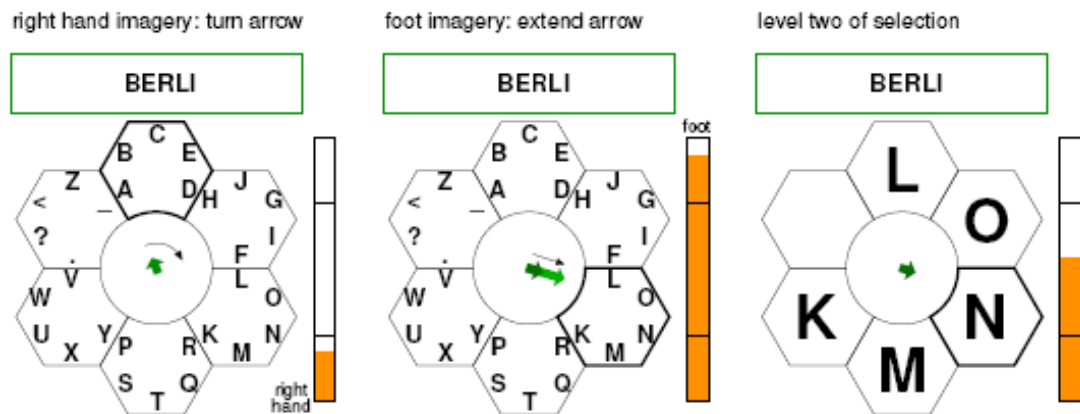 right hand imagery: turn arrow
foot imagery: extend arrow
level two of selection
BERLI
BERLI
BERLI
foot
C
B E
A D
Z
<
_
?
.
H J
G
I
F
V
W
U
X Y
L
O
N
K M
P R
S Q
T
right
hand
C
B E
A D
Z
<
_
?
.
H J
G
I
F
V
W
U
X Y
L
O
N
K M
P R
S Q
T
L
O
N
M
K